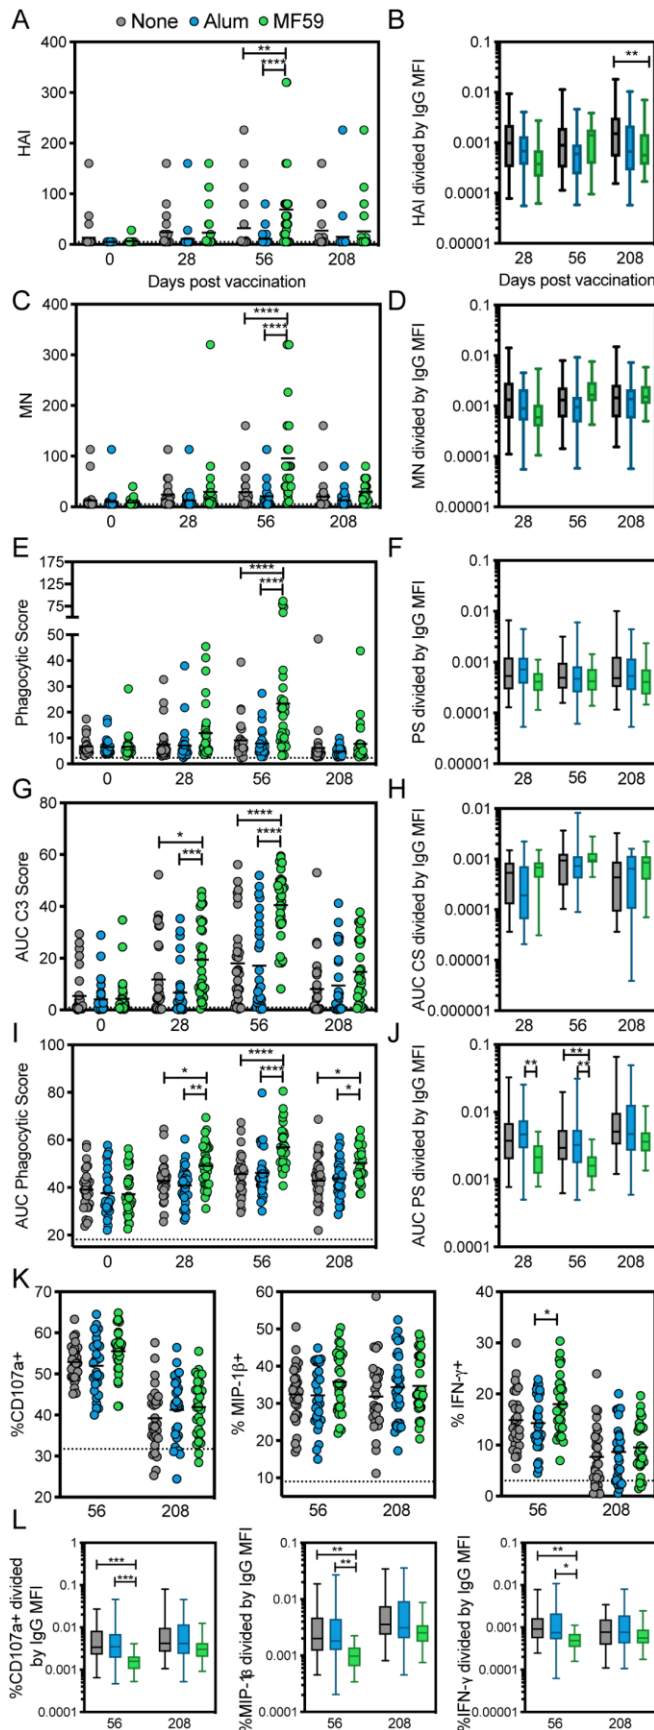 A None Alum MF59
HAI
400
300
200
100
0
** ****
0 28 56 208
Days post vaccination
B
HAI divided by IgG MFI
0.1
0.01
0.001
0.0001
0.00001
**
28 56 208
Days post vaccination
C
MN
400
300
200
100
0
**** ****
0 28 56 208
D
MN divided by IgG MFI
0.1
0.01
0.001
0.0001
0.00001
28 56 208
E
Phagocytic Score
175
125
75
50
40
30
20
10
0
**** ****
0 28 56 208
F
PS divided by IgG MFI
0.1
0.01
0.001
0.0001
0.00001
28 56 208
G
AUC C3 Score
80
60
40
20
0
* *** **** ****
0 28 56 208
H
AUC CS divided by IgG MFI
0.01
0.001
0.0001
0.000001
28 56 208
I
AUC Phagocytic Score
100
80
60
40
20
* ** **** **** * *
0 28 56 208
J
AUC PS divided by IgG MFI
0.1
0.01
0.001
0.0001
** ** **
28 56 208
K
%CD107a+
70
60
50
40
30
20
56 208
% MIP-1β+
60
50
40
30
20
10
56 208
% IFN-γ+
40
30
20
10
0
*
56 208
L
%CD107a+ divided
by IgG MFI
1
0.1
0.01
0.001
0.0001
*** ***
56 208
%MIP-1β divided by IgG MFI
0.1
0.01
0.001
0.0001
** **
56 208
%IFN-γ divided by IgG MFI
0.1
0.01
0.001
0.0001
** *
56 208